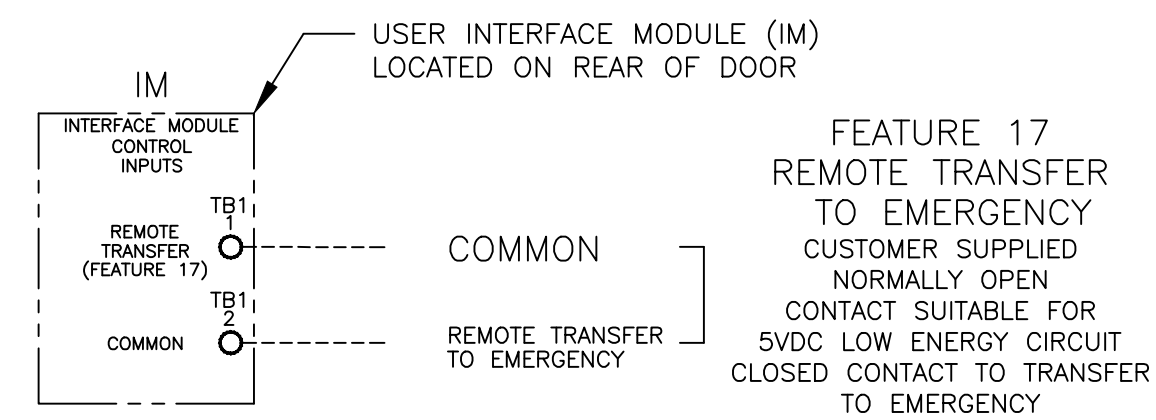 USER INTERFACE MODULE (IM)
LOCATED ON REAR OF DOOR
IM
INTERFACE MODULE
CONTROL
INPUTS
TB1
1
REMOTE
TRANSFER
(FEATURE 17)
TB1
2
COMMON
COMMON
REMOTE TRANSFER
TO EMERGENCY
FEATURE 17
REMOTE TRANSFER
TO EMERGENCY
CUSTOMER SUPPLIED
NORMALLY OPEN
CONTACT SUITABLE FOR
5VDC LOW ENERGY CIRCUIT
CLOSED CONTACT TO TRANSFER
TO EMERGENCY